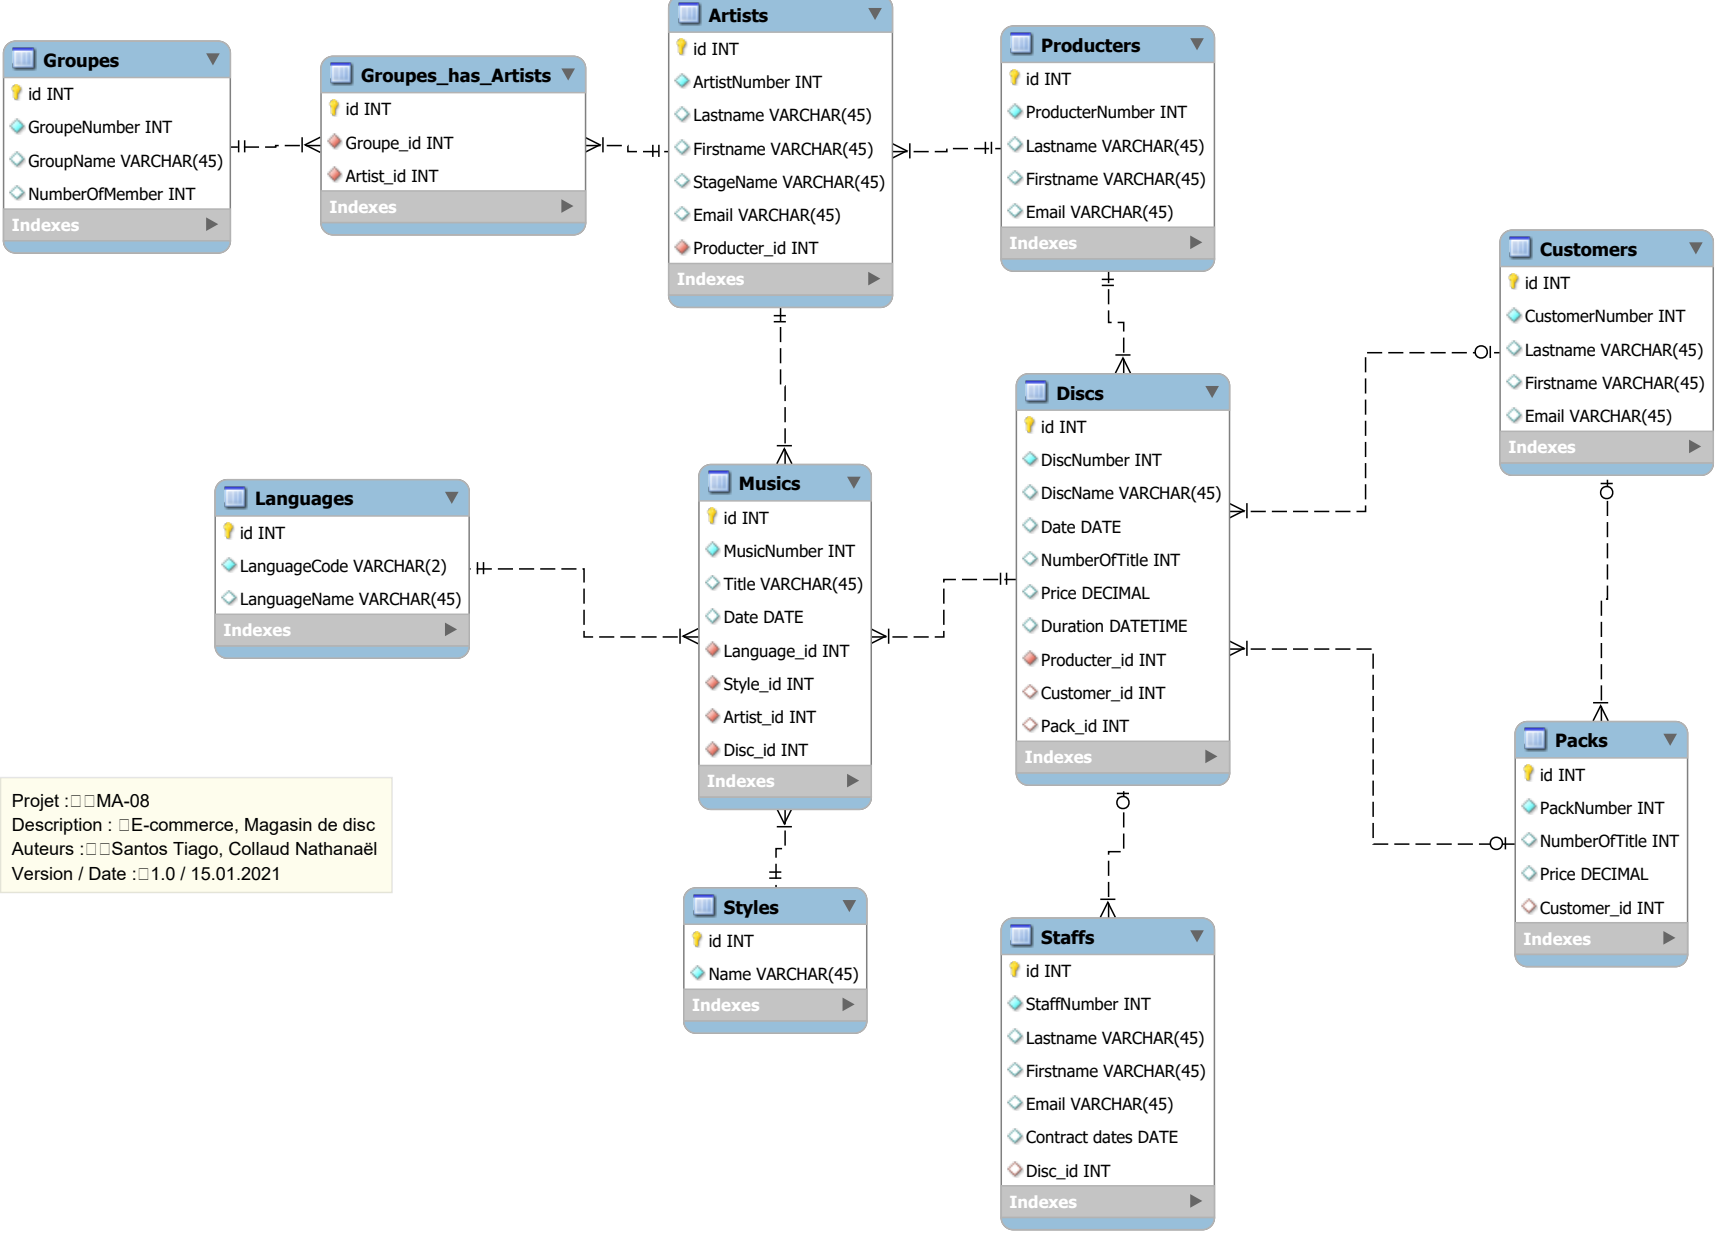 Groupes
id INT
GroupeNumber INT
GroupName VARCHAR(45)
NumberOfMember INT
Indexes
Groupes_has_Artists
id INT
Groupe_id INT
Artist_id INT
Indexes
Artists
id INT
ArtistNumber INT
Lastname VARCHAR(45)
Firstname VARCHAR(45)
StageName VARCHAR(45)
Email VARCHAR(45)
Producter_id INT
Indexes
Producters
id INT
ProducterNumber INT
Lastname VARCHAR(45)
Firstname VARCHAR(45)
Email VARCHAR(45)
Indexes
Customers
id INT
CustomerNumber INT
Lastname VARCHAR(45)
Firstname VARCHAR(45)
Email VARCHAR(45)
Indexes
Languages
id INT
LanguageCode VARCHAR(2)
LanguageName VARCHAR(45)
Indexes
Musics
id INT
MusicNumber INT
Title VARCHAR(45)
Date DATE
Language_id INT
Style_id INT
Artist_id INT
Disc_id INT
Indexes
Discs
id INT
DiscNumber INT
DiscName VARCHAR(45)
Date DATE
NumberOfTitle INT
Price DECIMAL
Duration DATETIME
Producter_id INT
Customer_id INT
Pack_id INT
Indexes
Packs
id INT
PackNumber INT
NumberOfTitle INT
Price DECIMAL
Customer_id INT
Indexes
Projet :□□MA-08
Description : □E-commerce, Magasin de disc
Auteurs :□□Santos Tiago, Collaud Nathanaël
Version / Date :□1.0 / 15.01.2021
Styles
id INT
Name VARCHAR(45)
Indexes
Staffs
id INT
StaffNumber INT
Lastname VARCHAR(45)
Firstname VARCHAR(45)
Email VARCHAR(45)
Contract dates DATE
Disc_id INT
Indexes